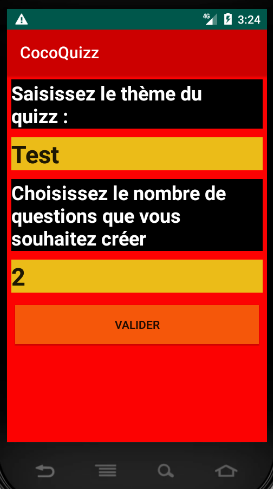 4G 3:24
CocoQuizz
Saisissez le thème du
quizz :
Test
Choisissez le nombre de
questions que vous
souhaitez créer
2
VALIDER